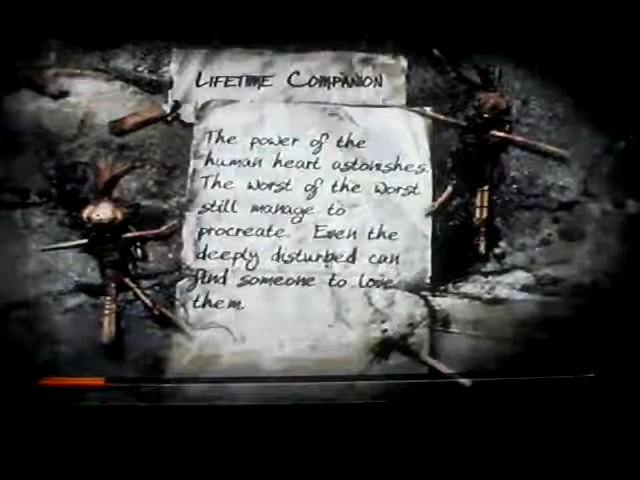 LIFETIME COMPANION
The power of the
human heart astonishes.
The worst of the worst
still manage to
procreate. Even the
deeply disturbed can
find someone to love
them.